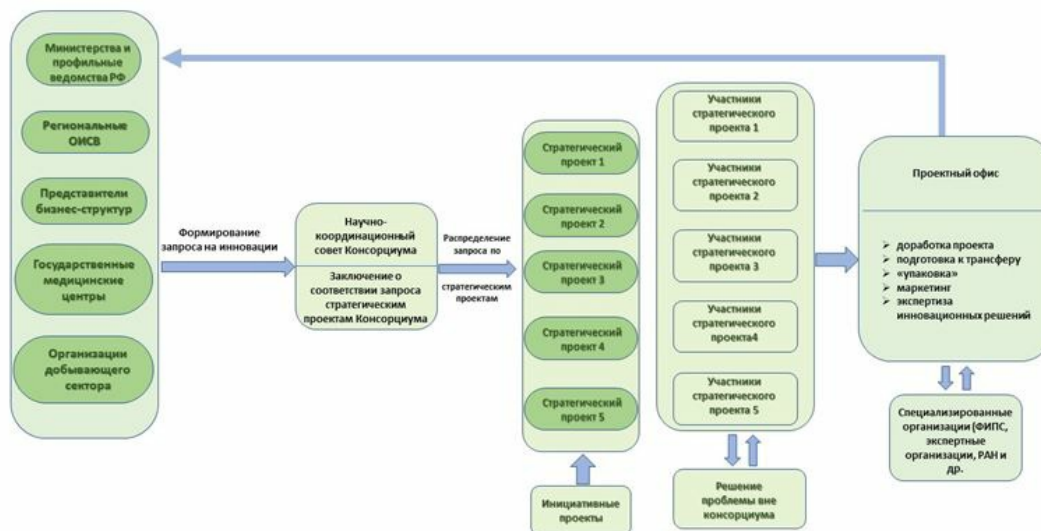 Министерства и
профильные
ведомства РФ
Региональные
ОИСВ
Представители
бизнес-структур
Государственные
медицинские
центры
Организации
добывающего
сектора
Формирование
запроса на инновации
Научно-
координационный
совет Консорциума
Заключение о
соответствии запроса
стратегическим
проектам Консорциума
Распределение
запроса по
стратегическим
проектам
Стратегический
проект 1
Стратегический
проект 2
Стратегический
проект 3
Стратегический
проект 4
Стратегический
проект 5
Инициативные
проекты
Участники
стратегического
проекта 1
Участники
стратегического
проекта 2
Участники
стратегического
проекта 3
Участники
стратегического
проекта4
Участники
стратегического
проекта 5
Решение
проблемы вне
консорциума
Проектный офис
➢ доработка проекта
➢ подготовка к трансферу
➢ «упаковка»
➢ маркетинг
➢ экспертиза
инновационных решений
Специализированные
организации (ФИПС,
экспертные
организации, РАН и
др.